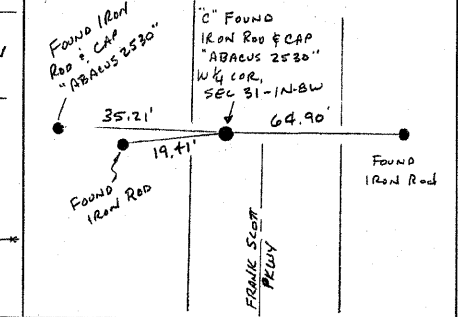 FOUND IRON
ROD & CAP
"ABACUS 2530"
"C" FOUND
IRON ROD & CAP
"ABACUS 2530"
W ¼ COR,
SEC 31-1N-8W
35.21'
19.41'
64.90'
FOUND
IRON ROD
FOUND
IRON ROD
FRANK SCOTT
PKWY